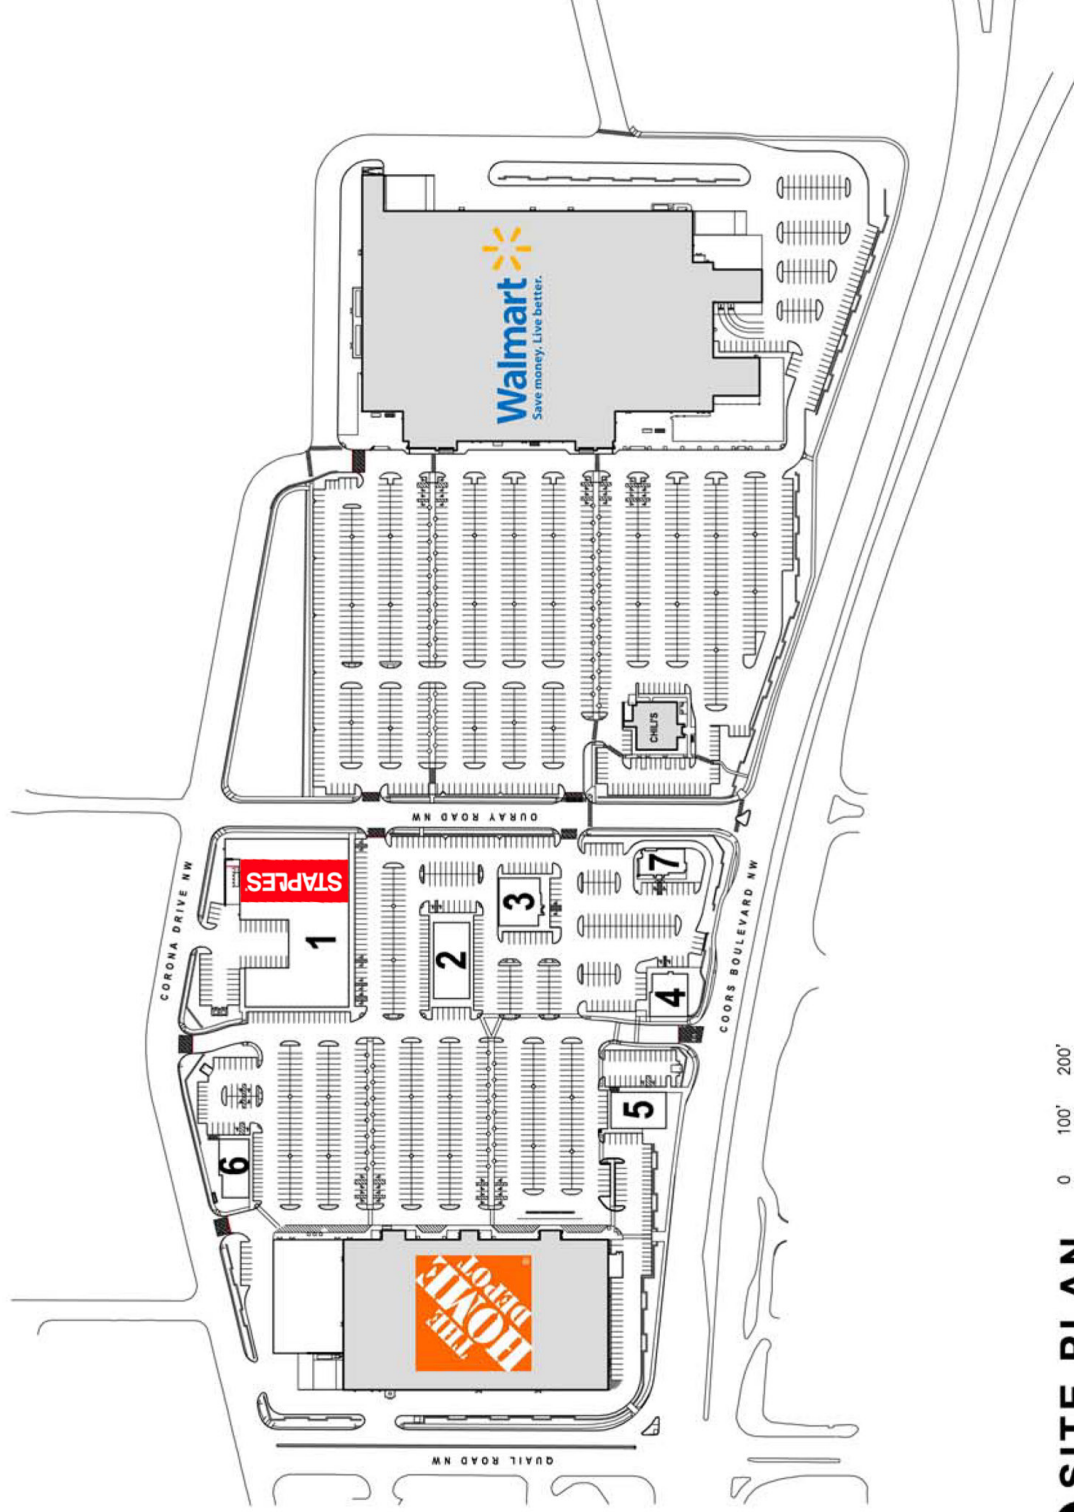 Walmart
Save money. Live better.
CHILI'S
OURAY ROAD NW
CORONA DRIVE NW
STAPLES
1
2
3
7
4
COORS BOULEVARD NW
5
6
THE
HOME
DEPOT
®
QUAIL ROAD NW
0 100' 200'
SITE PLAN